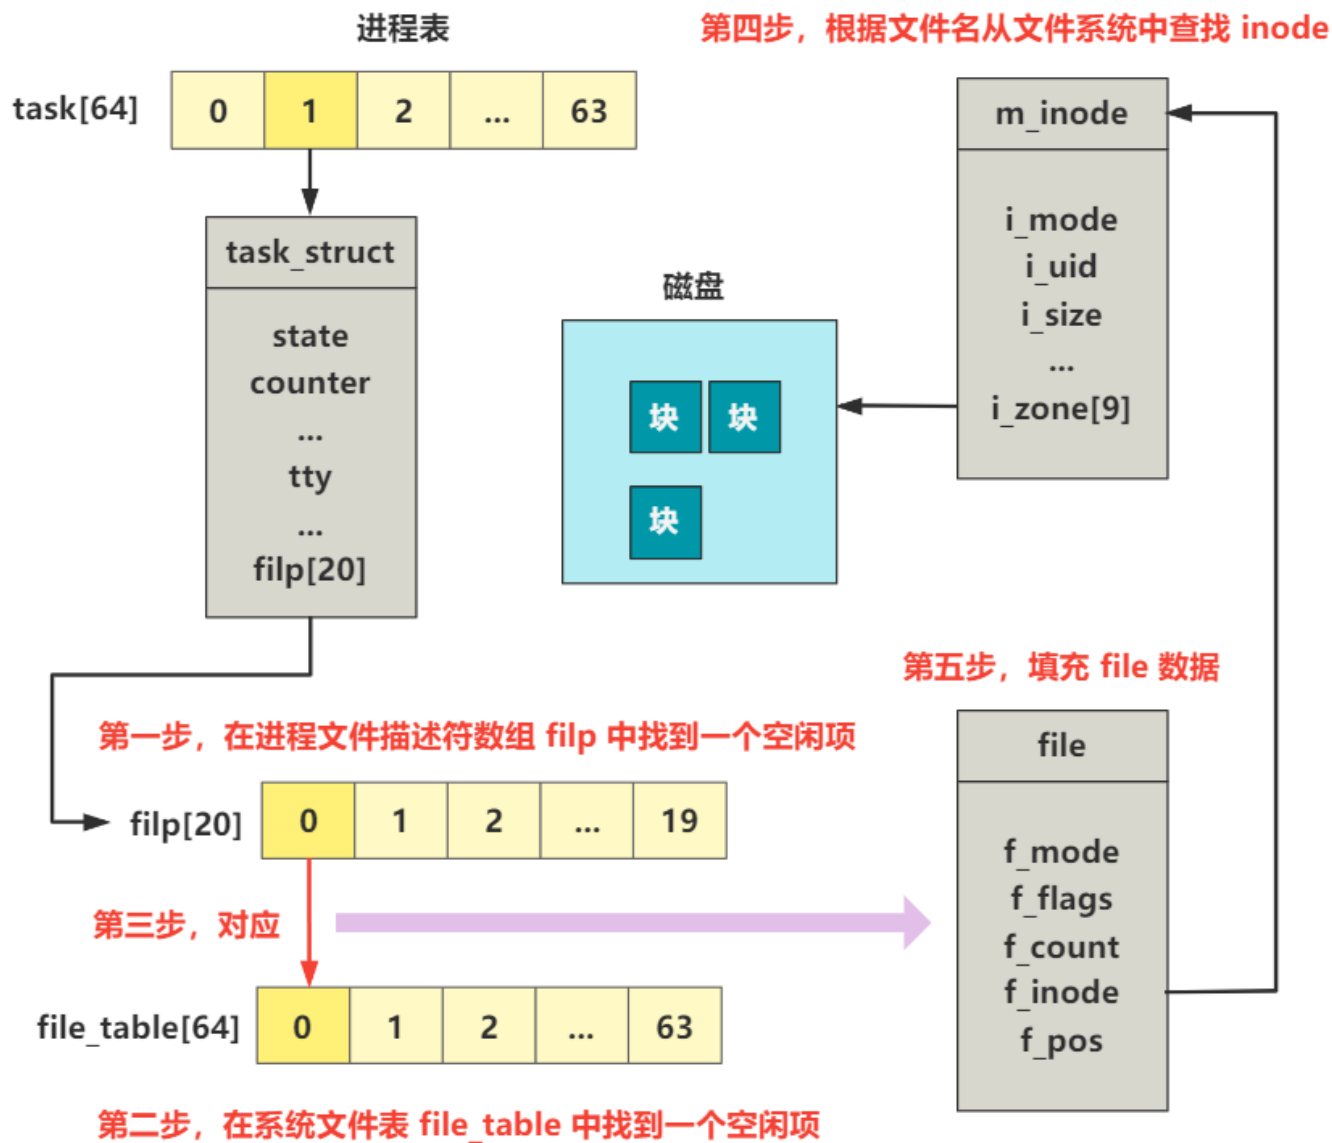 进程表
第四步，根据文件名从文件系统中查找 inode
task[64]
0 1 2 ... 63
m_inode
i_mode
i_uid
i_size
...
i_zone[9]
task_struct
state
counter
...
tty
...
filp[20]
磁盘
块 块
块
第五步，填充 file 数据
第一步，在进程文件描述符数组 filp 中找到一个空闲项
filp[20]
0 1 2 ... 19
file
f_mode
f_flags
f_count
f_inode
f_pos
第三步，对应
file_table[64]
0 1 2 ... 63
第二步，在系统文件表 file_table 中找到一个空闲项